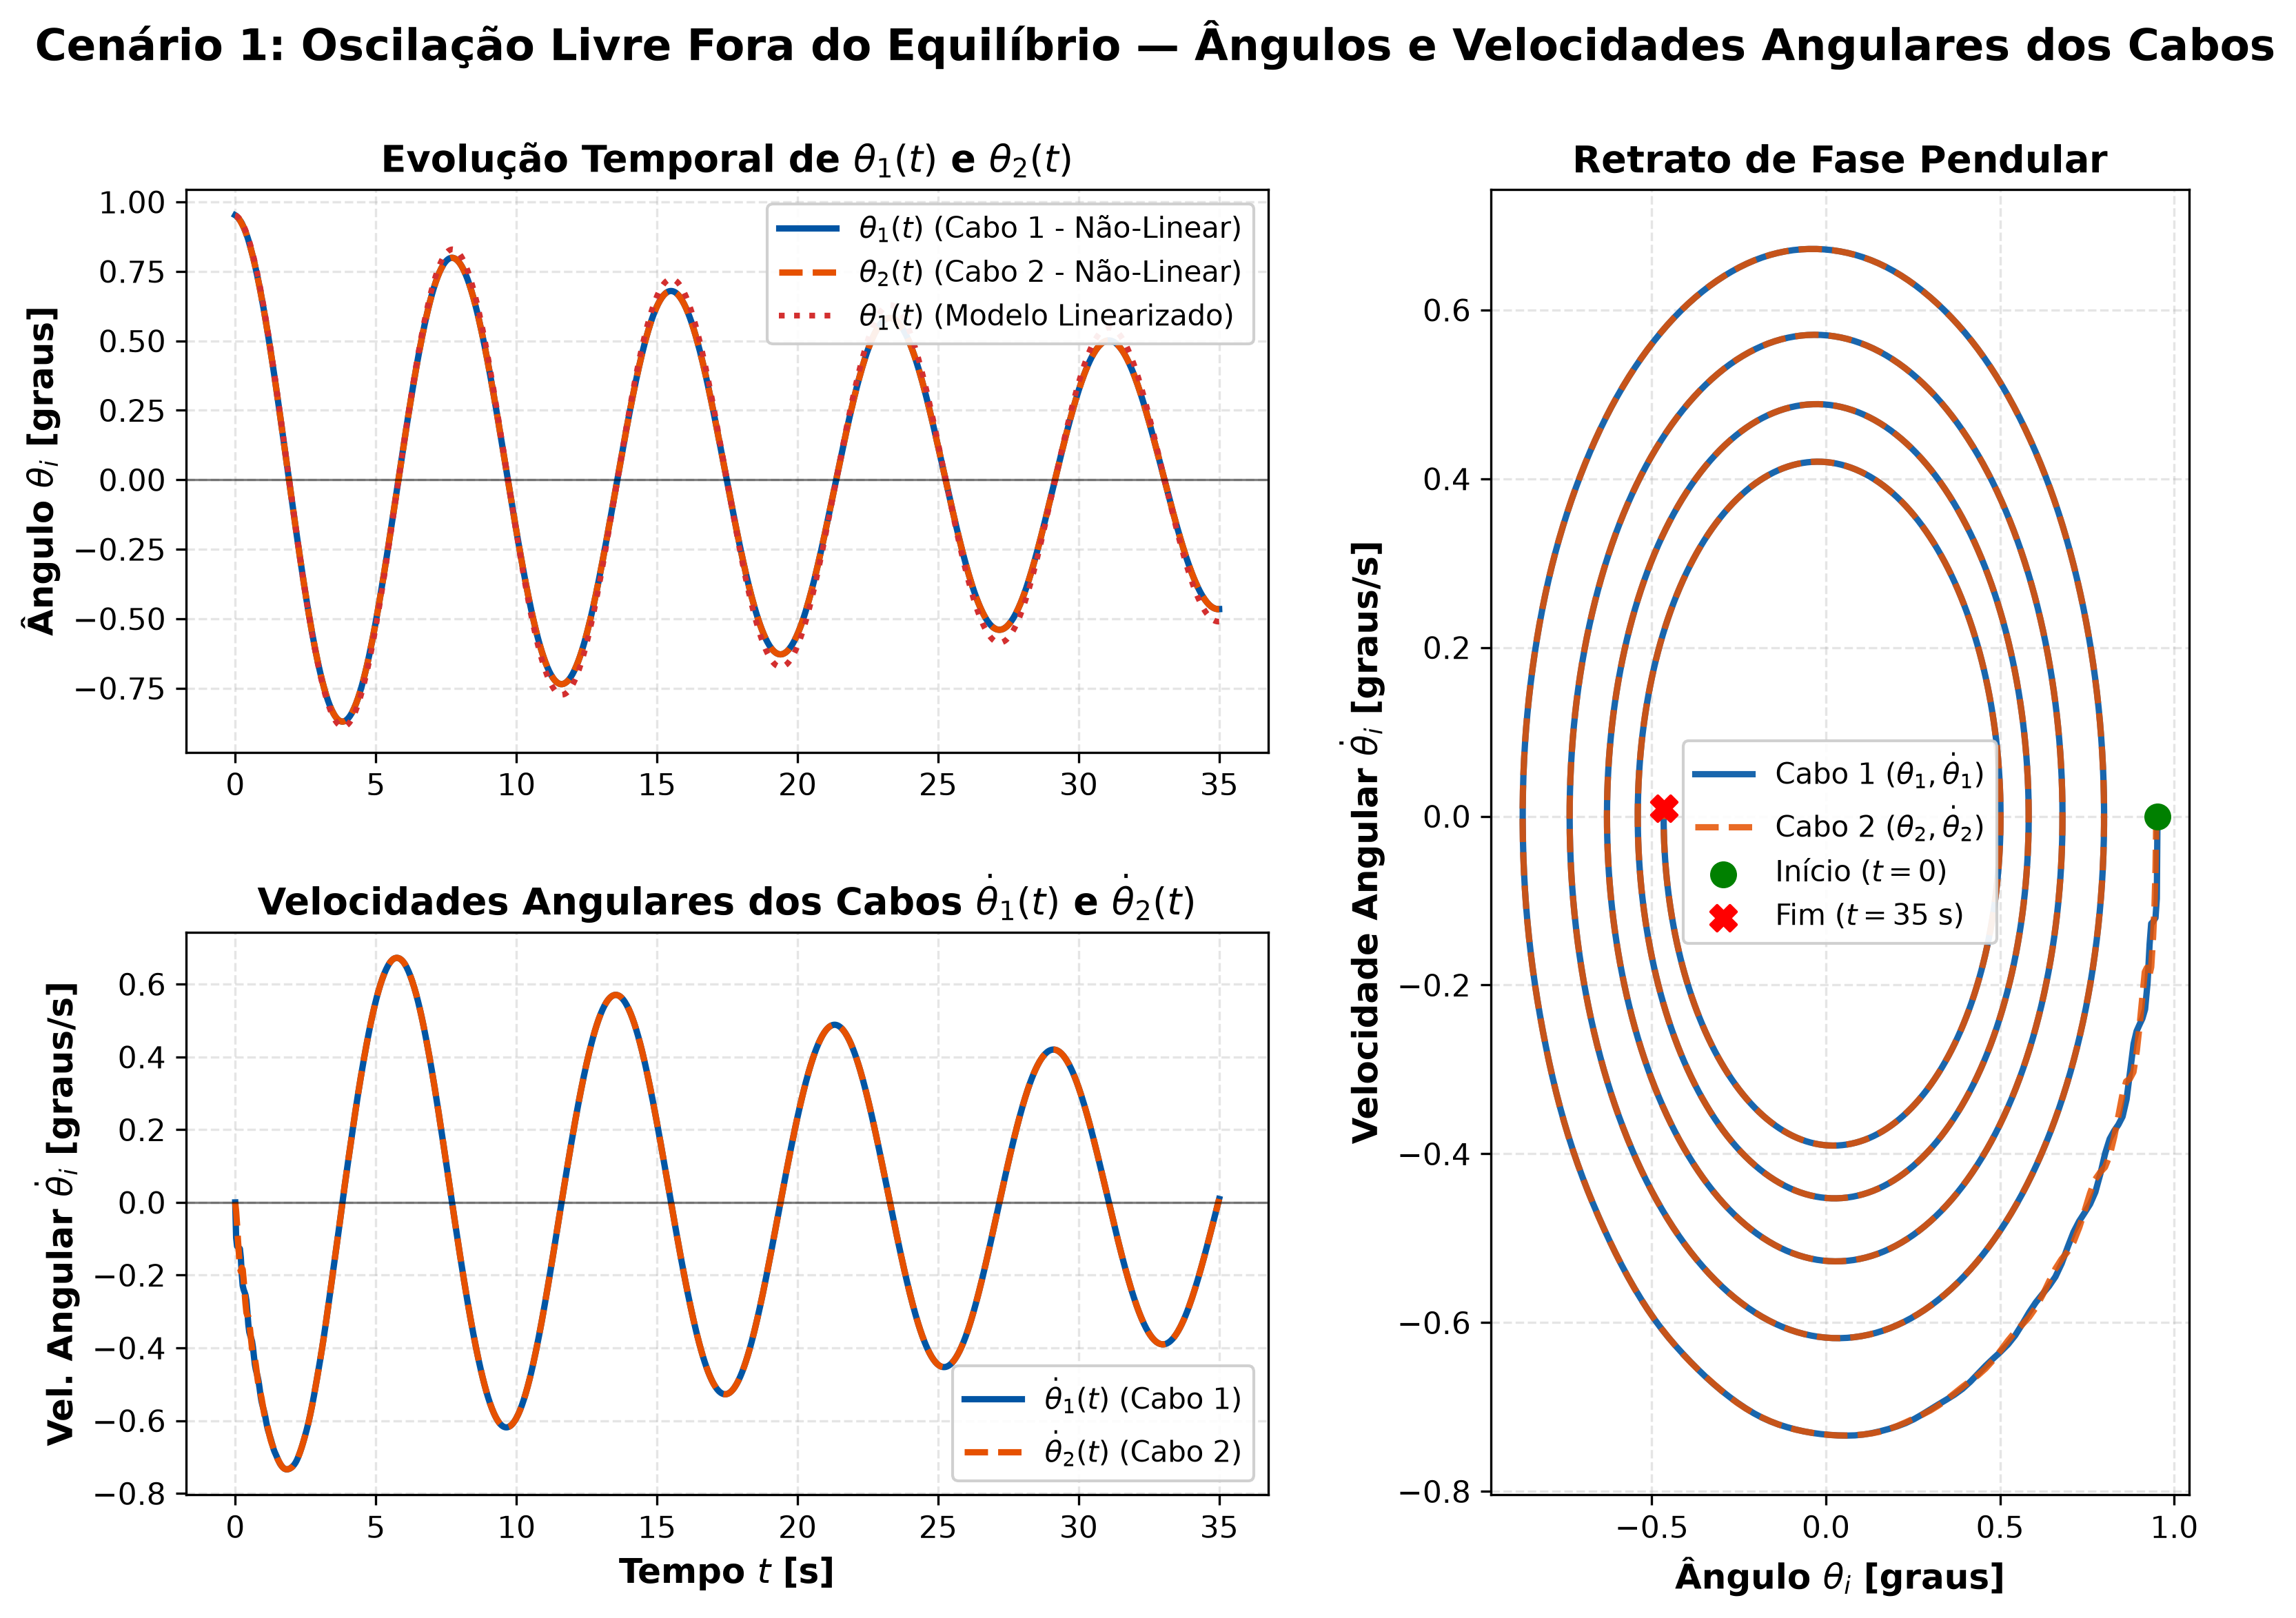 Cenário 1: Oscilação Livre Fora do Equilíbrio — Ângulos e Velocidades Angulares dos Cabos
Evolução Temporal de θ₁(t) e θ₂(t)
Ângulo θᵢ [graus]
1.00
0.75
0.50
0.25
0.00
−0.25
−0.50
−0.75
θ₁(t) (Cabo 1 - Não-Linear)
θ₂(t) (Cabo 2 - Não-Linear)
θ₁(t) (Modelo Linearizado)
0 5 10 15 20 25 30 35
Velocidades Angulares dos Cabos θ̇₁(t) e θ̇₂(t)
Vel. Angular θ̇ᵢ [graus/s]
0.6
0.4
0.2
0.0
−0.2
−0.4
−0.6
−0.8
θ̇₁(t) (Cabo 1)
θ̇₂(t) (Cabo 2)
0 5 10 15 20 25 30 35
Tempo t [s]
Retrato de Fase Pendular
Velocidade Angular θ̇ᵢ [graus/s]
0.6
0.4
0.2
0.0
−0.2
−0.4
−0.6
−0.8
Cabo 1 (θ₁, θ̇₁)
Cabo 2 (θ₂, θ̇₂)
Início (t = 0)
Fim (t = 35 s)
−0.5 0.0 0.5 1.0
Ângulo θᵢ [graus]